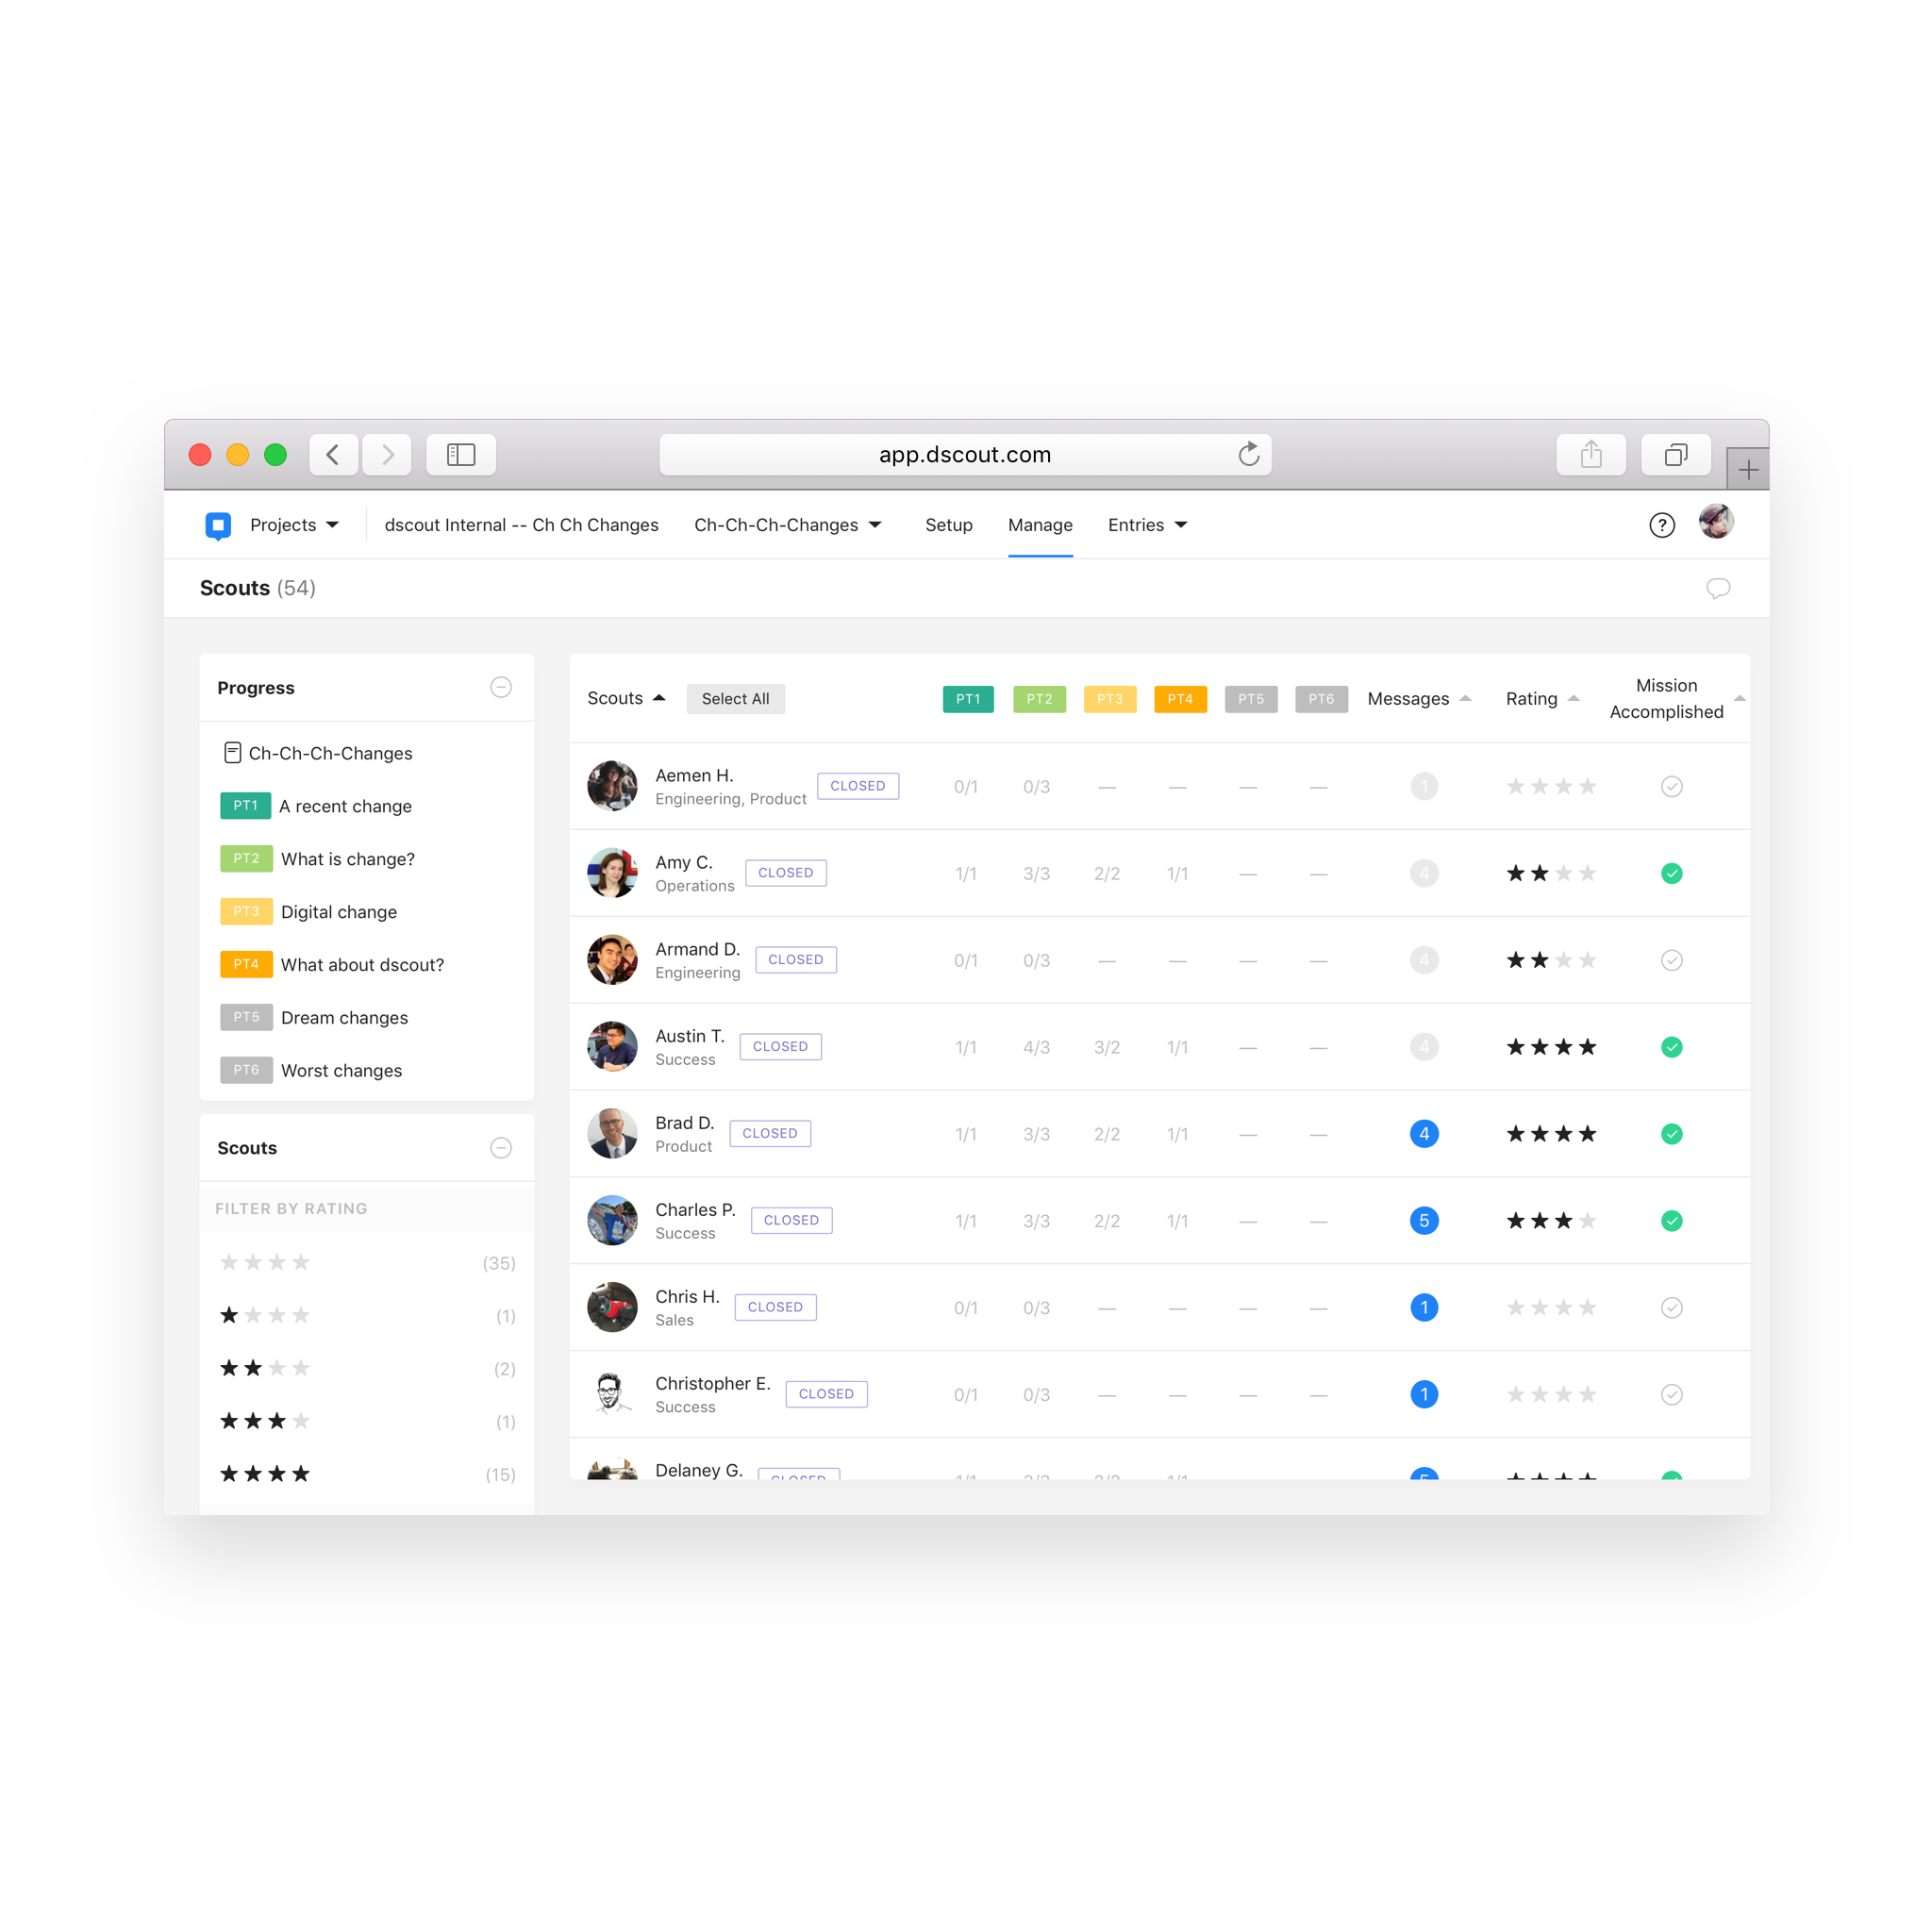 app.dscout.com
Projects dscout Internal -- Ch Ch Changes Ch-Ch-Ch-Changes Setup Manage Entries ?
Scouts (54)
Progress
Ch-Ch-Ch-Changes
PT1 A recent change
PT2 What is change?
PT3 Digital change
PT4 What about dscout?
PT5 Dream changes
PT6 Worst changes
Scouts
FILTER BY RATING
(35)
(1)
(2)
(1)
(15)
Scouts Select All PT1 PT2 PT3 PT4 PT5 PT6 Messages Rating Mission
Accomplished
Aemen H.
Engineering, Product
CLOSED 0/1 0/3 — — — — 1
Amy C.
Operations
CLOSED 1/1 3/3 2/2 1/1 — — 4
Armand D.
Engineering
CLOSED 0/1 0/3 — — — — 4
Austin T.
Success
CLOSED 1/1 4/3 3/2 1/1 — — 4
Brad D.
Product
CLOSED 1/1 3/3 2/2 1/1 — — 4
Charles P.
Success
CLOSED 1/1 3/3 2/2 1/1 — — 5
Chris H.
Sales
CLOSED 0/1 0/3 — — — — 1
Christopher E.
Success
CLOSED 0/1 0/3 — — — — 1
Delaney G.
CLOSED